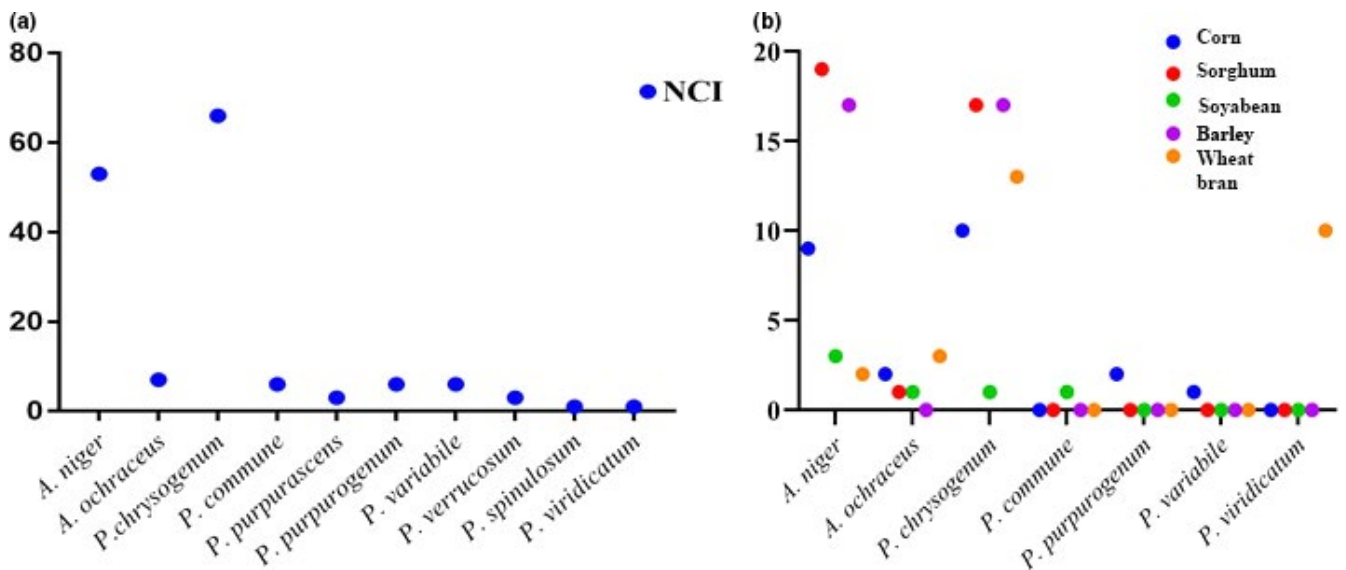 (a)
80
60
40
20
0
NCI
A. niger
A. ochraceus
P.chrysogenum
P. commune
P. purpurascens
P. purpurogenum
P. variabile
P. verrucosum
P. spinulosum
P. viridicatum
(b)
20
15
10
5
0
Corn
Sorghum
Soyabean
Barley
Wheat
bran
A. niger
A. ochraceus
P. chrysogenum
P. commune
P. purpurogenum
P. variabile
P. viridicatum